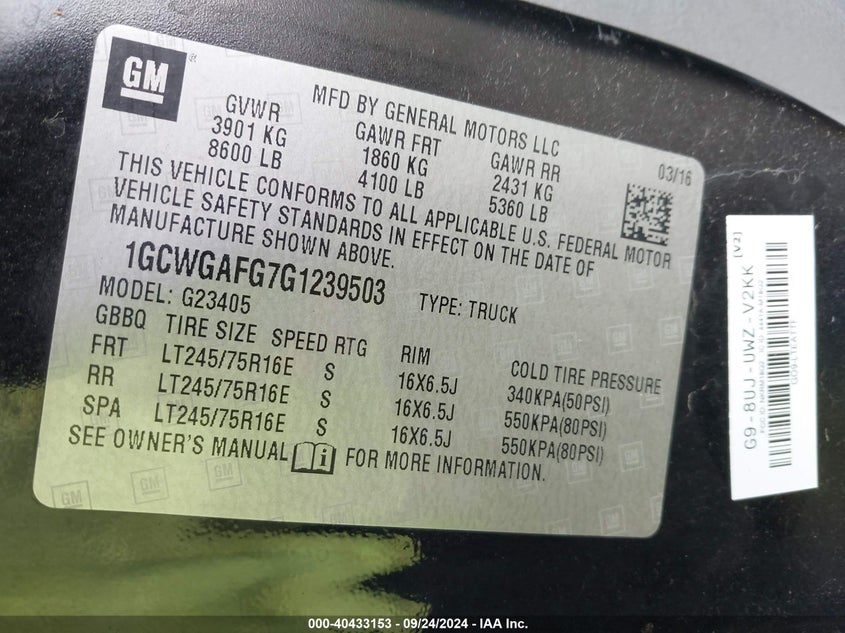 GM
MFD BY GENERAL MOTORS LLC
GVWR GAWR FRT GAWR RR 03/16
3901 KG 1860 KG 2431 KG
8600 LB 4100 LB 5360 LB
THIS VEHICLE CONFORMS TO ALL APPLICABLE U.S. FEDERAL MOTOR
VEHICLE SAFETY STANDARDS IN EFFECT ON THE DATE OF
MANUFACTURE SHOWN ABOVE.
1GCWGAFG7G1239503
MODEL: G23405 TYPE: TRUCK
GBBQ TIRE SIZE SPEED RTG RIM COLD TIRE PRESSURE
FRT LT245/75R16E S 16X6.5J 340KPA(50PSI)
RR LT245/75R16E S 16X6.5J 550KPA(80PSI)
SPA LT245/75R16E S 16X6.5J 550KPA(80PSI)
SEE OWNER'S MANUAL FOR MORE INFORMATION.
G9-8UJ-UWZ-V2KK [V2]
000-40433153 - 09/24/2024 - IAA Inc.